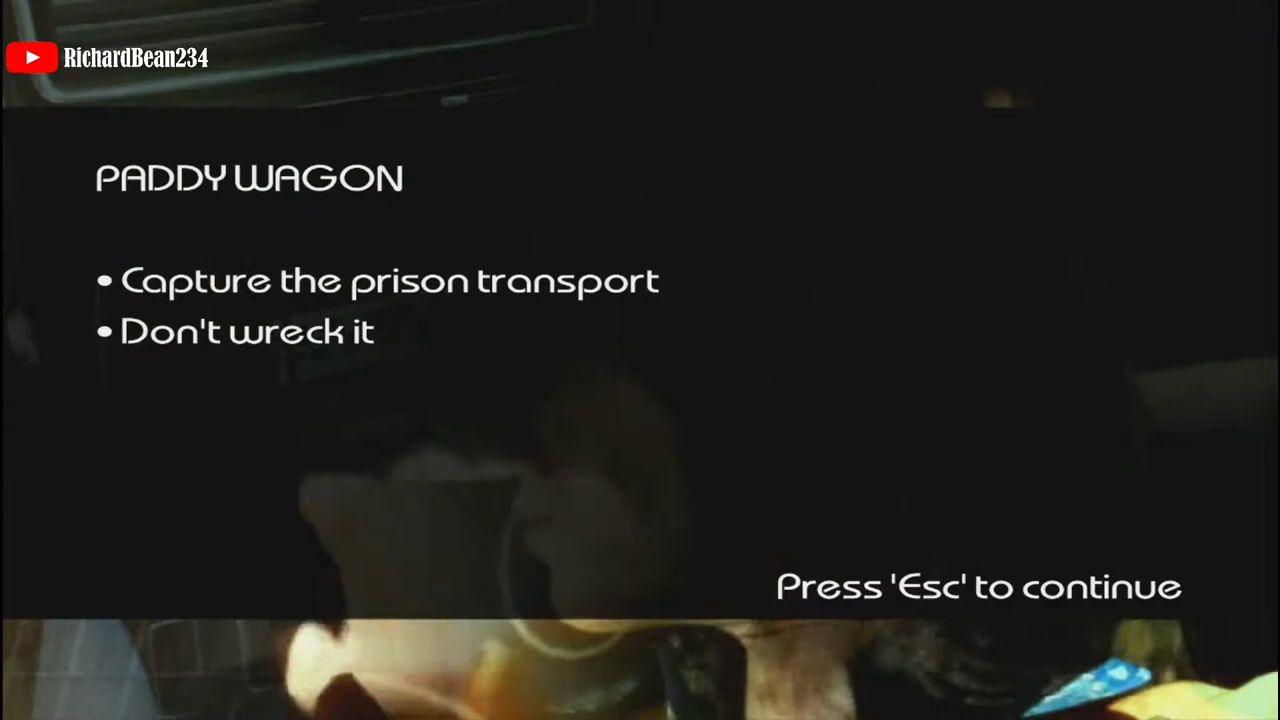 RichardBean234
PADDY WAGON
• Capture the prison transport
• Don't wreck it
Press 'Esc' to continue